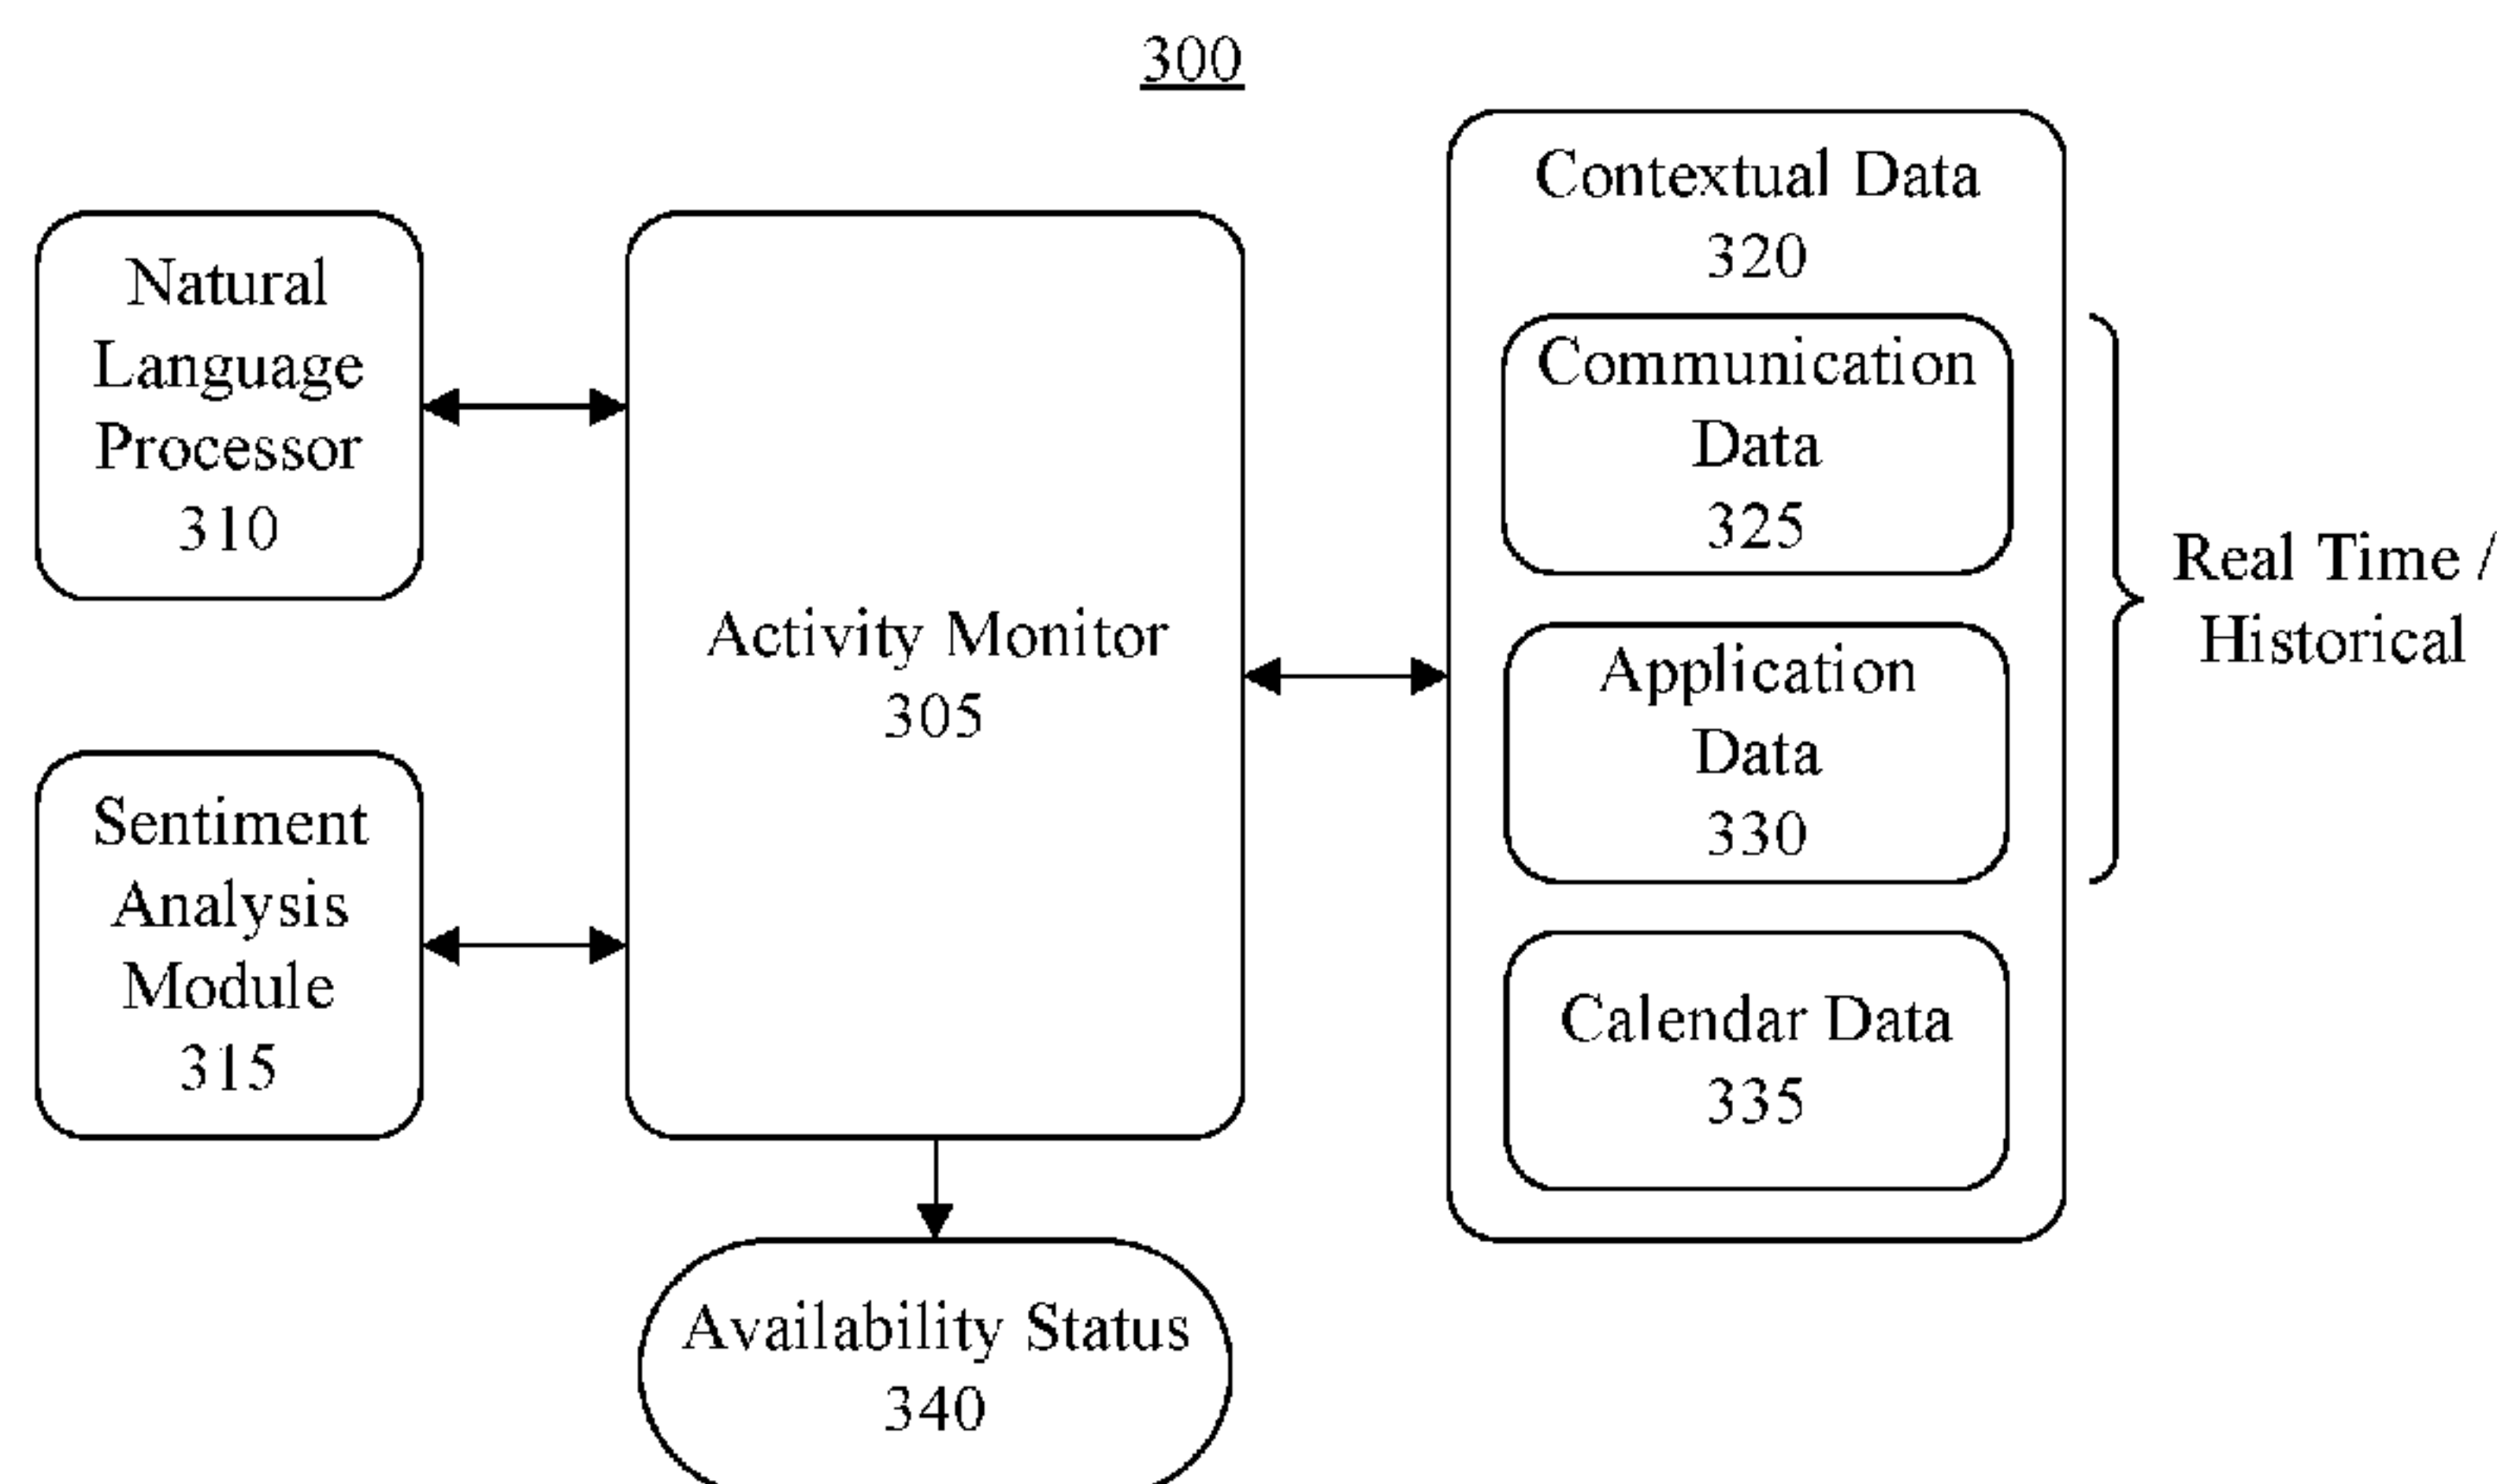 300
Natural
Language
Processor
310
Sentiment
Analysis
Module
315
Activity Monitor
305
Availability Status
340
Contextual Data
320
Communication
Data
325
Application
Data
330
Calendar Data
335
Real Time /
Historical